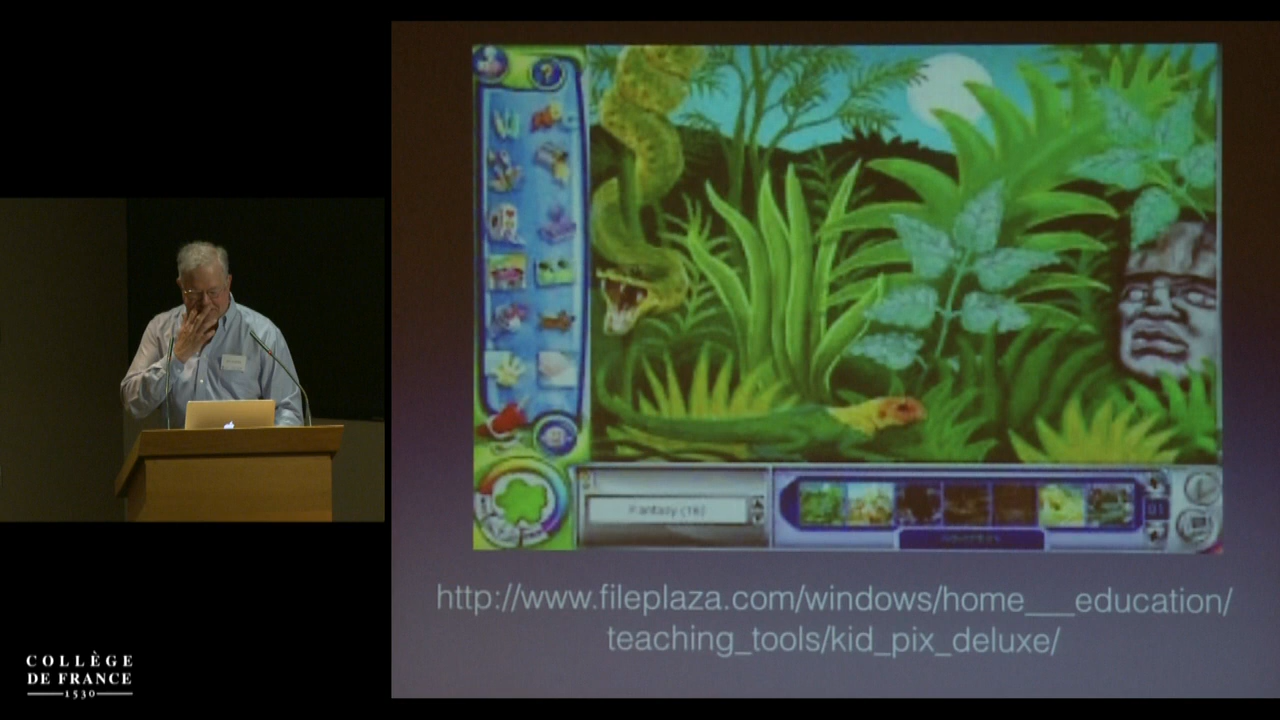 Fantasy (16)
http://www.fileplaza.com/windows/home___education/
teaching_tools/kid_pix_deluxe/
COLLÈGE
DE FRANCE
1530